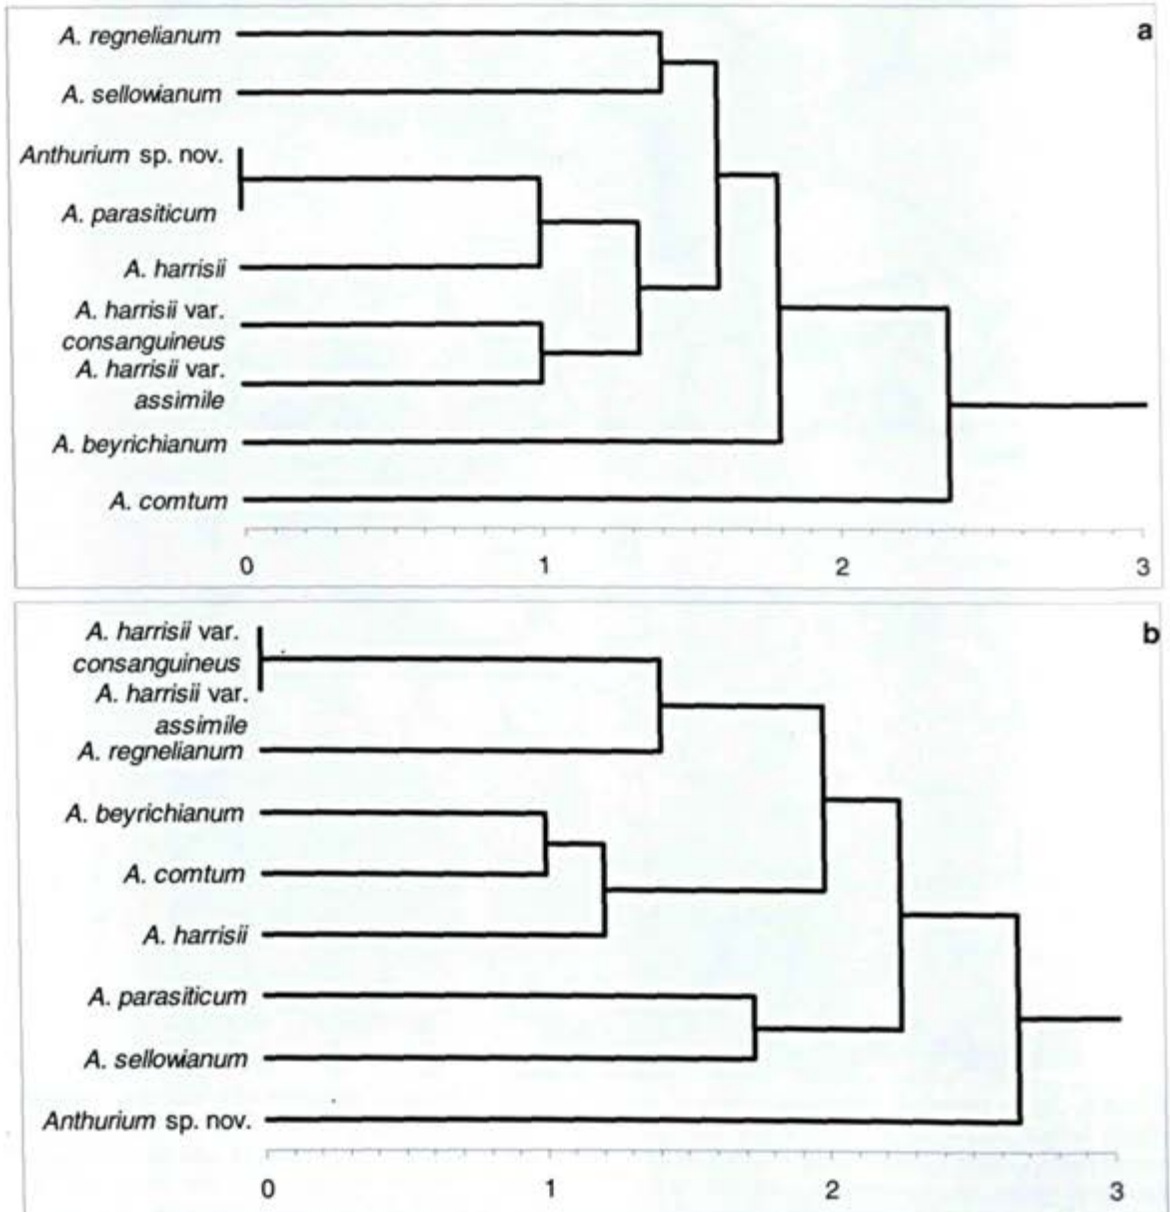 a
A. regnelianum
A. sellowianum
Anthurium sp. nov.
A. parasiticum
A. harrisii
A. harrisii var.
consanguineus
A. harrisii var.
assimile
A. beyrichianum
A. comtum
0 1 2 3
b
A. harrisii var.
consanguineus
A. harrisii var.
assimile
A. regnelianum
A. beyrichianum
A. comtum
A. harrisii
A. parasiticum
A. sellowianum
Anthurium sp. nov.
0 1 2 3